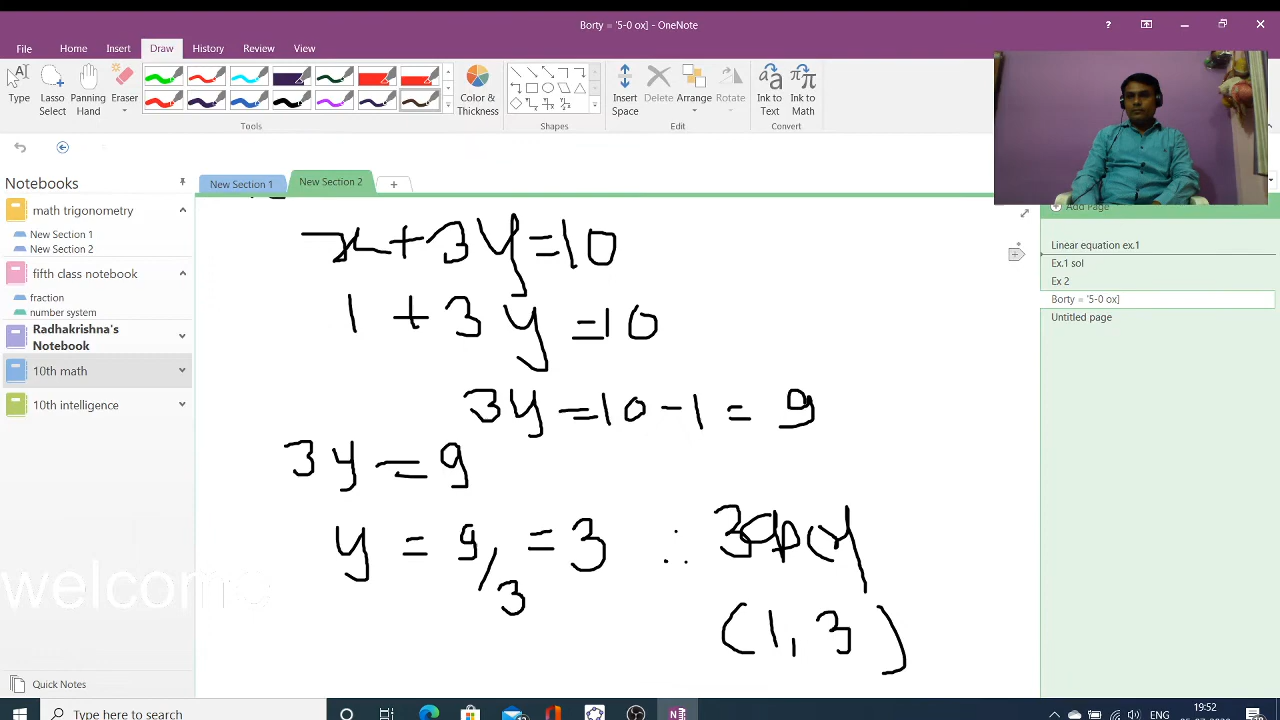 Borty = '5-0 ox] - OneNote
File Home Insert Draw History Review View
Type
Lasso Select
Panning Hand
Eraser
Color & Thickness
Insert Space
Delete
Arrange
Rotate
Ink to Text
Ink to Math
Tools
Shapes
Edit
Convert
Notebooks
New Section 1
New Section 2
math trigonometry
New Section 1
New Section 2
fifth class notebook
fraction
number system
Radhakrishna's Notebook
10th math
10th intelligence
Quick Notes
Add Page
Linear equation ex.1
Ex.1 sol
Ex 2
Borty = '5-0 ox]
Untitled page
x+3y=10
1 + 3y =10
3y =10 -1 = 9
3y = 9
y = 9/3 = 3 ∴
(1, 3)
welcome
Type here to search
ENG
19:52